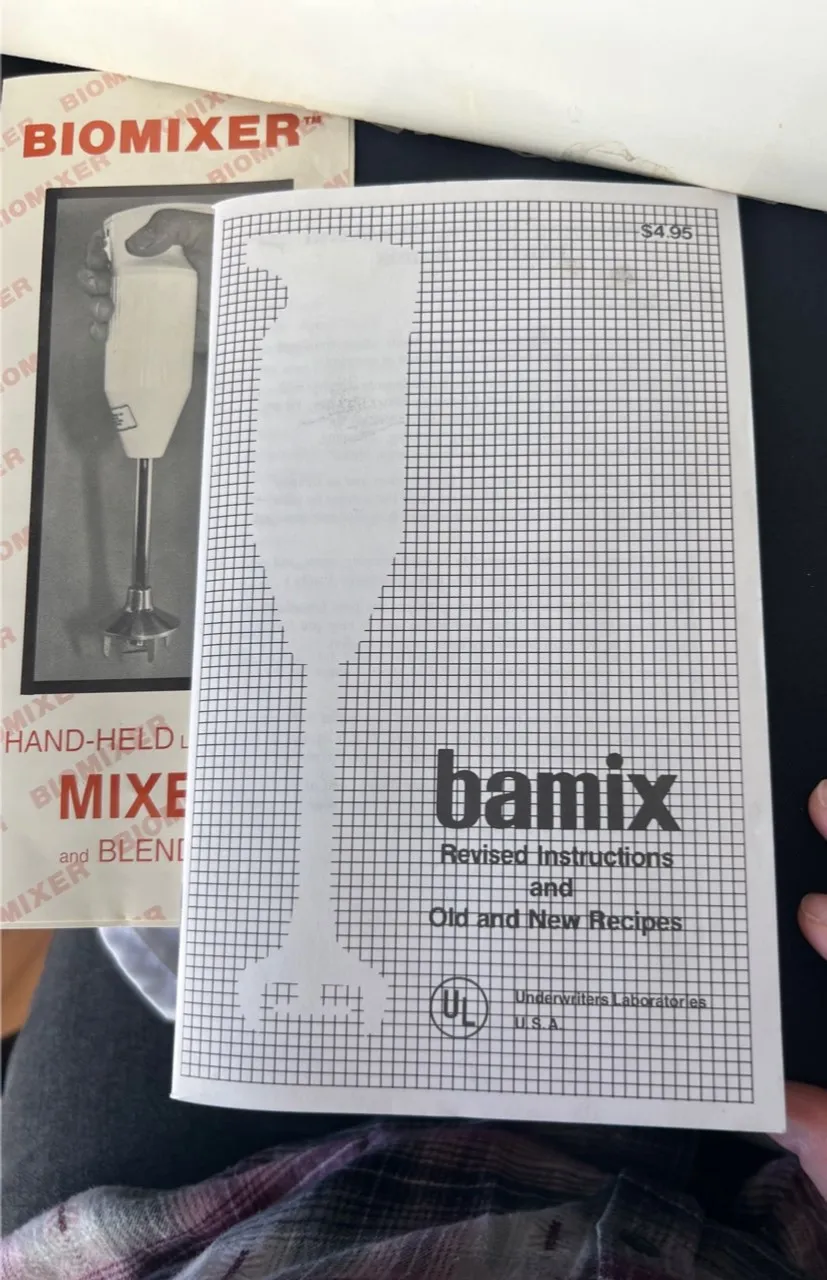 BIOMIXER™
HAND-HELD
MIXE
and BLEND
$4.95
bamix
Revised Instructions
and
Old and New Recipes
UL
Underwriters Laboratories
U.S.A.